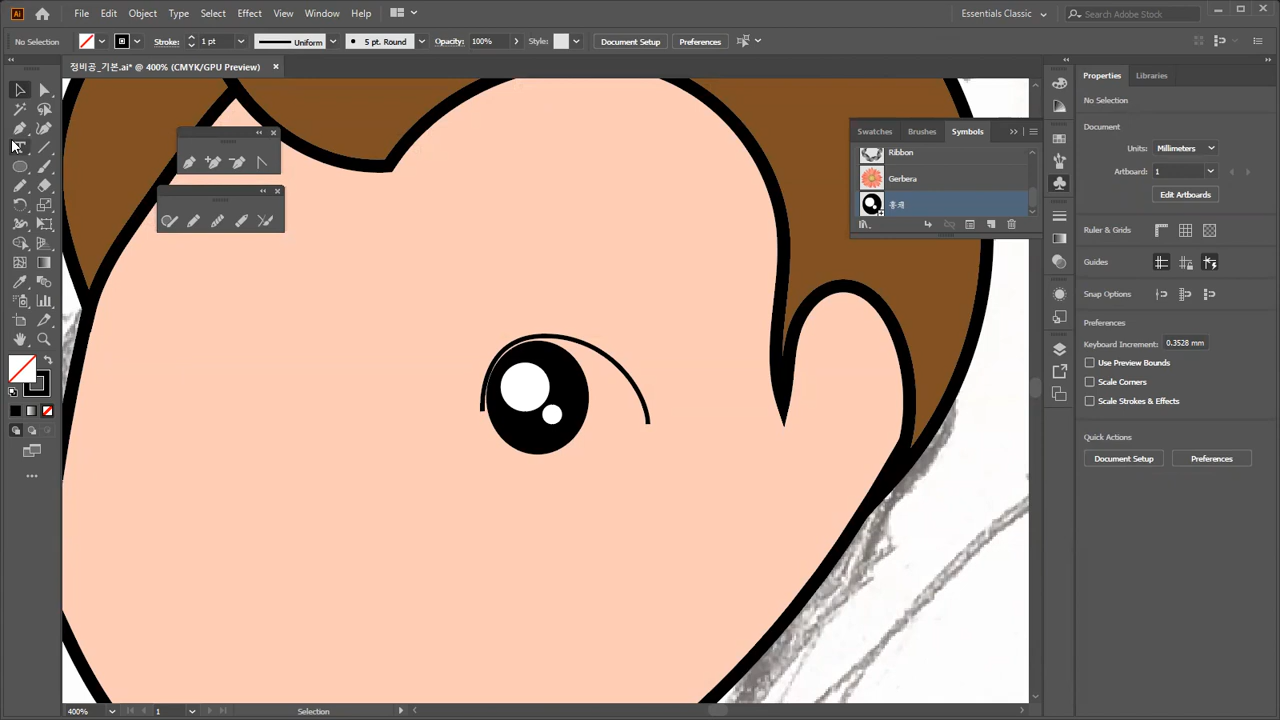 File Edit Object Type Select Effect View Window Help
Essentials Classic
Search Adobe Stock
No Selection Stroke: 1 pt Uniform 5 pt. Round Opacity: 100% Style: Document Setup Preferences
정비공_기본.ai* @ 400% (CMYK/GPU Preview)
Properties Libraries
No Selection
Document
Units: Millimeters
Artboard: 1
Edit Artboards
Ruler & Grids
Guides
Snap Options
Preferences
Keyboard Increment: 0.3528 mm
Use Preview Bounds
Scale Corners
Scale Strokes & Effects
Quick Actions
Document Setup Preferences
Swatches Brushes Symbols
Ribbon
Gerbera
400% 1 Selection